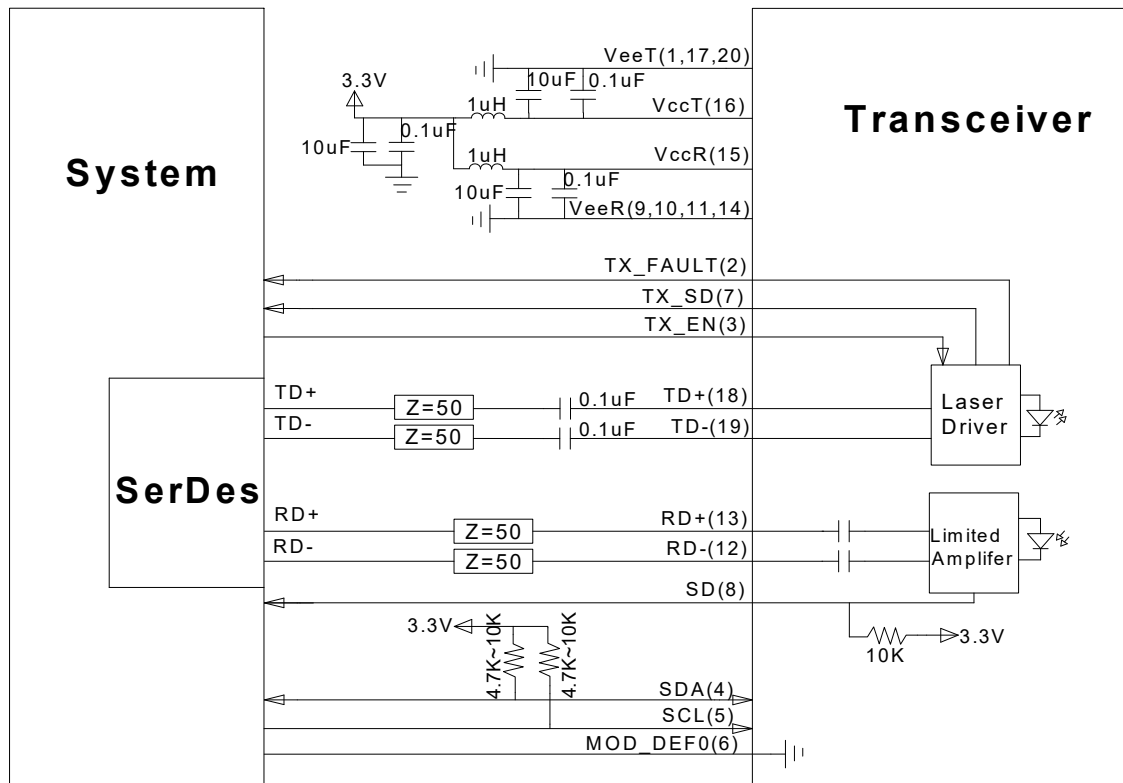 VeeT(1,17,20)
3.3V
10uF
0.1uF
1uH
VccT(16)
Transceiver
0.1uF
10uF
1uH
VccR(15)
System
0.1uF
10uF
VeeR(9,10,11,14)
TX_FAULT(2)
TX_SD(7)
TX_EN(3)
TD+
Z=50
0.1uF
TD+(18)
Laser
Driver
TD-
Z=50
0.1uF
TD-(19)
SerDes
RD+
Z=50
RD+(13)
Limited
Amplifer
RD-
Z=50
RD-(12)
SD(8)
3.3V
4.7K~10K
4.7K~10K
10K
3.3V
SDA(4)
SCL(5)
MOD_DEF0(6)